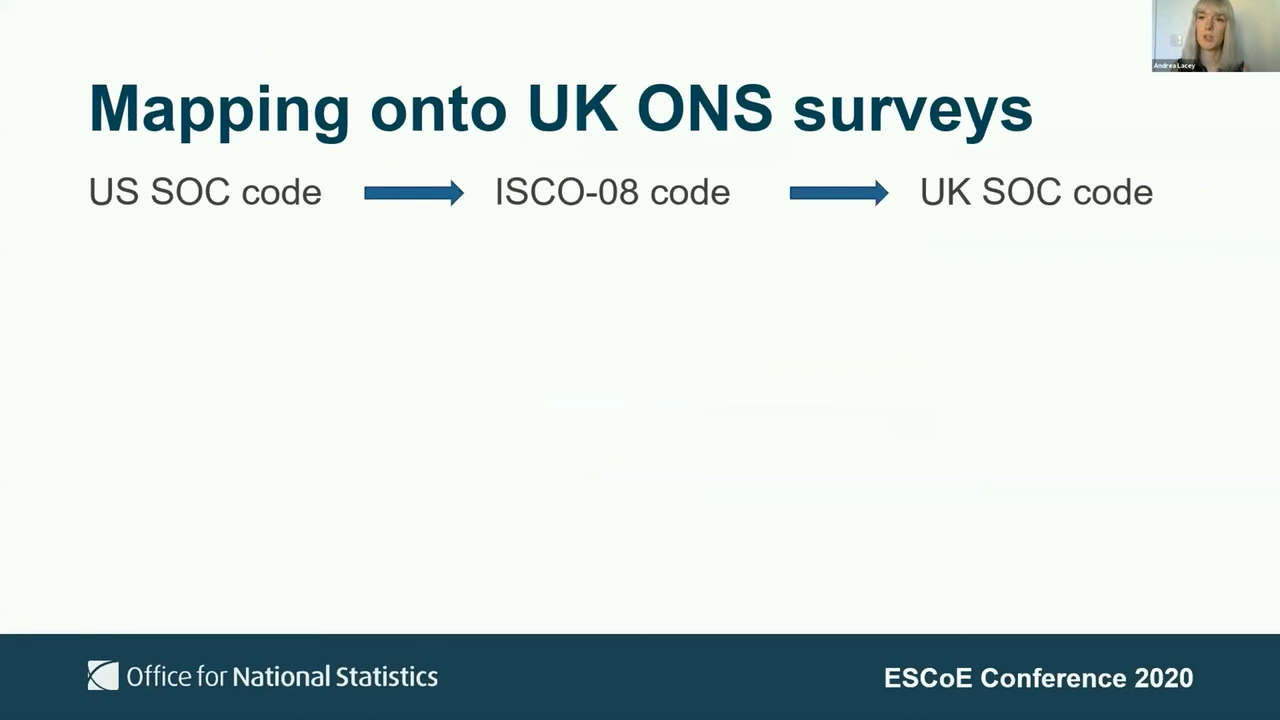 Andrea Lacey
Mapping onto UK ONS surveys
US SOC code ISCO-08 code UK SOC code
Office for National Statistics
ESCoE Conference 2020